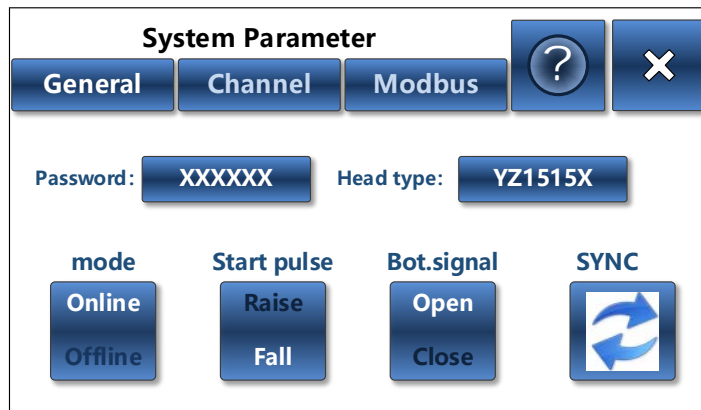 System Parameter
General Channel Modbus ?
Password: XXXXXX Head type: YZ1515X
mode Start pulse Bot.signal SYNC
Online Raise Open
Offline Fall Close